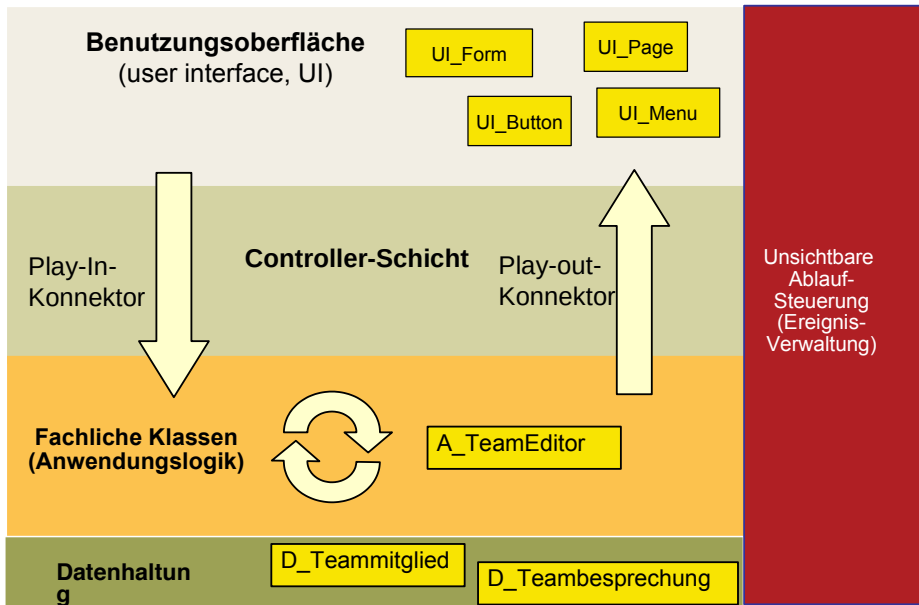 Benutzungsoberfläche
(user interface, UI)
UI_Form
UI_Page
UI_Button
UI_Menu
Play-In-
Konnektor
Controller-Schicht
Play-out-
Konnektor
Unsichtbare
Ablauf-
Steuerung
(Ereignis-
Verwaltung)
Fachliche Klassen
(Anwendungslogik)
A_TeamEditor
Datenhaltun
g
D_Teammitglied
D_Teambesprechung